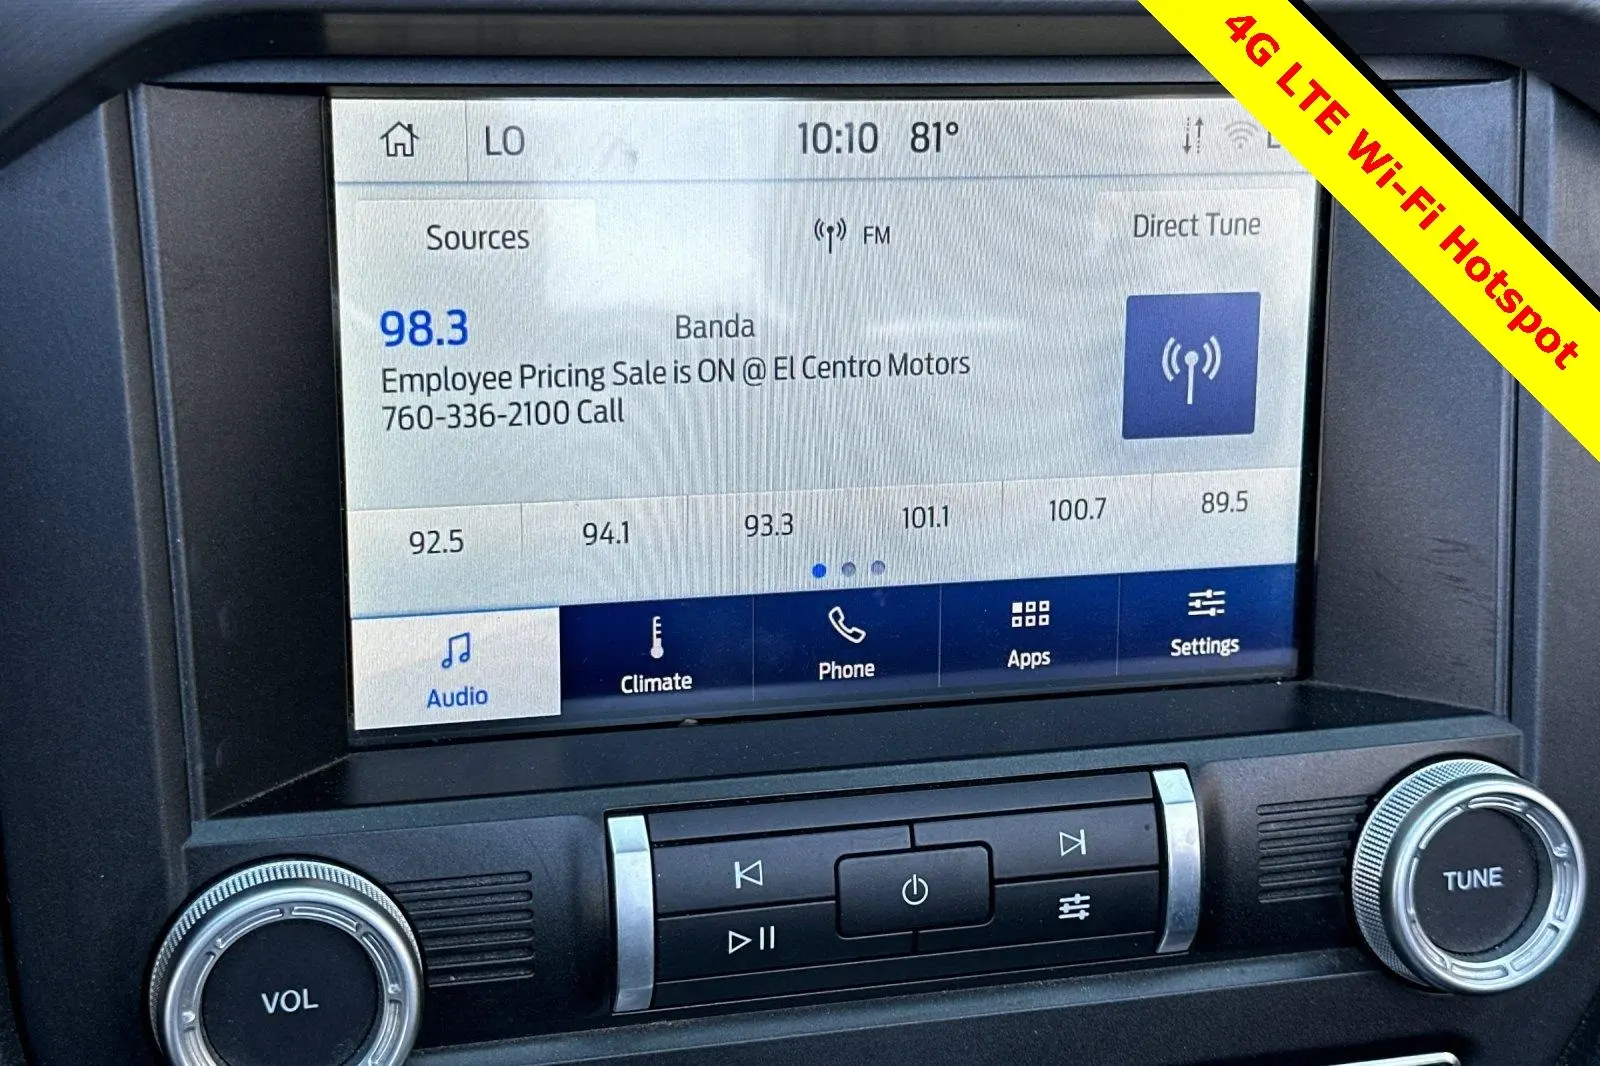 4G LTE Wi-Fi Hotspot
LO
10:10 81°
Sources
FM
Direct Tune
98.3
Banda
Employee Pricing Sale is ON @ El Centro Motors
760-336-2100 Call
92.5
94.1
93.3
101.1
100.7
89.5
Audio
Climate
Phone
Apps
Settings
VOL
TUNE